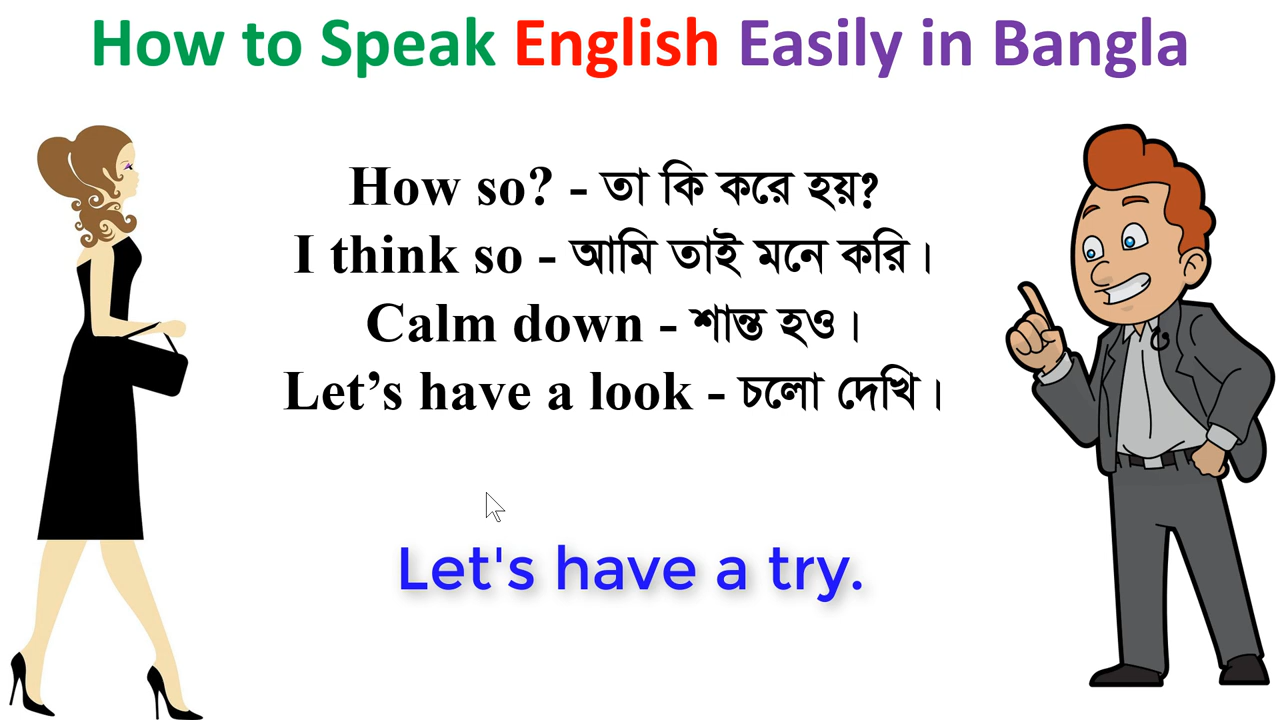 How to Speak English Easily in Bangla
How so? - তা কি করে হয়?
I think so - আমি তাই মনে করি।
Calm down - শান্ত হও।
Let’s have a look - চলো দেখি।
Let's have a try.